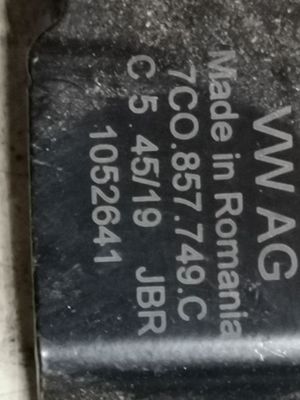 VW AG
Made in Romania
7CO.857.749.C
C 5 45/19 JBR
1052641